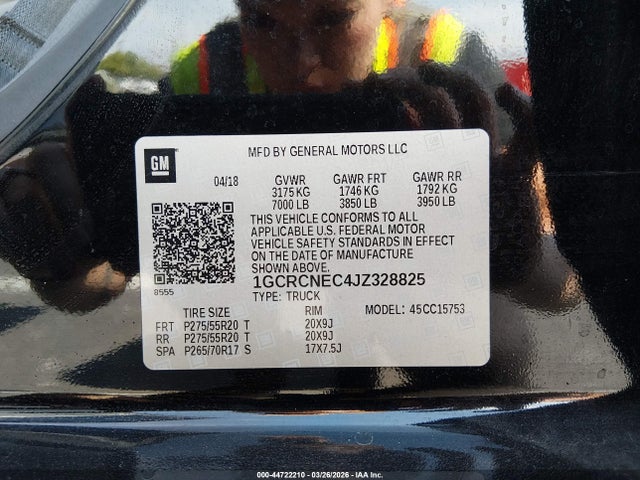 GM
MFD BY GENERAL MOTORS LLC
04/18 GVWR GAWR FRT GAWR RR
3175 KG 1746 KG 1792 KG
7000 LB 3850 LB 3950 LB
THIS VEHICLE CONFORMS TO ALL
APPLICABLE U.S. FEDERAL MOTOR
VEHICLE SAFETY STANDARDS IN EFFECT
ON THE DATE OF MANUFACTURE
SHOWN ABOVE.
8555
1GCRCNEC4JZ328825
TYPE: TRUCK
TIRE SIZE RIM MODEL: 45CC15753
FRT P275/55R20 T 20X9J
RR P275/55R20 T 20X9J
SPA P265/70R17 S 17X7.5J
000-44722210 - 03/26/2026 - IAA Inc.